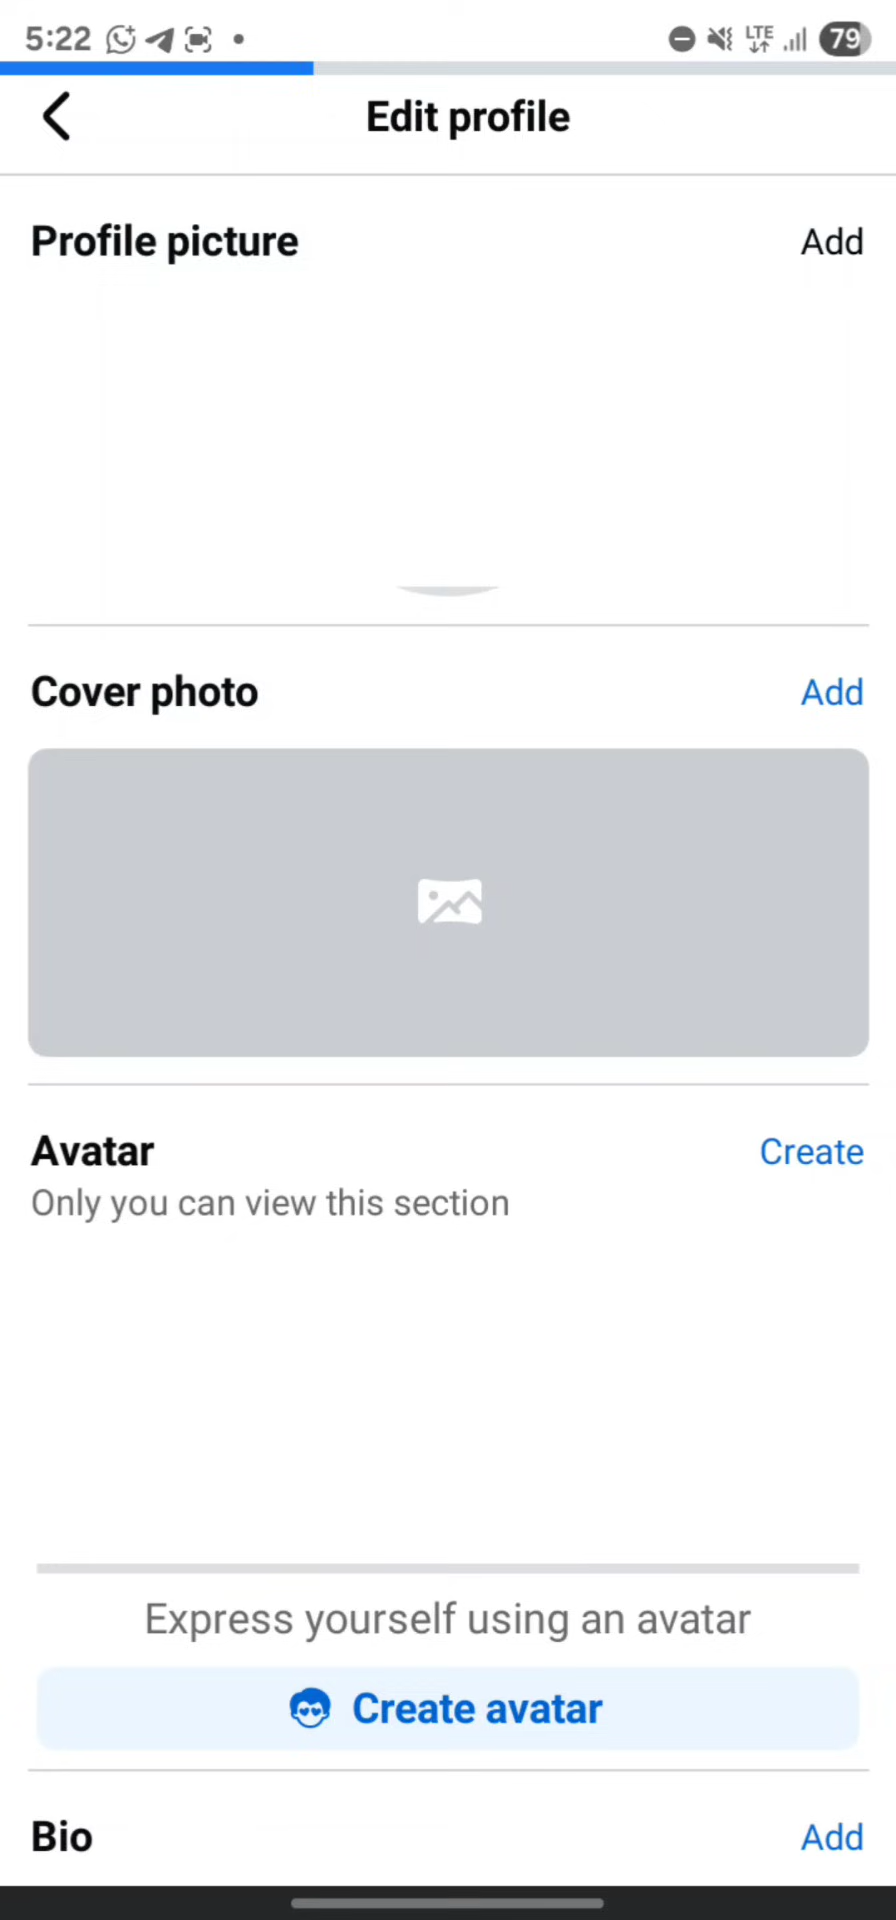 5:22
LTE
79
Edit profile
Profile picture
Add
Cover photo
Add
Avatar
Create
Only you can view this section
Express yourself using an avatar
Create avatar
Bio
Add